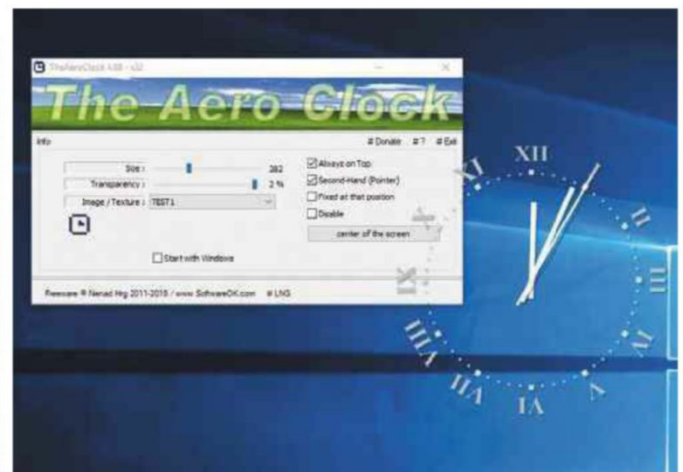 The Aero Clock
Info # Donate # ? # Exit
Size : 282
Transparency : 2 %
Image / Texture : TEST1
Always on Top
Second-Hand (Pointer)
Fixed at that position
Disable
center of the screen
Start with Windows
Freeware © Nenad Hrg / www SoftwareOK.com # LNG
XII
XI
II
III
IX
IV
VIII
V
VII
VI